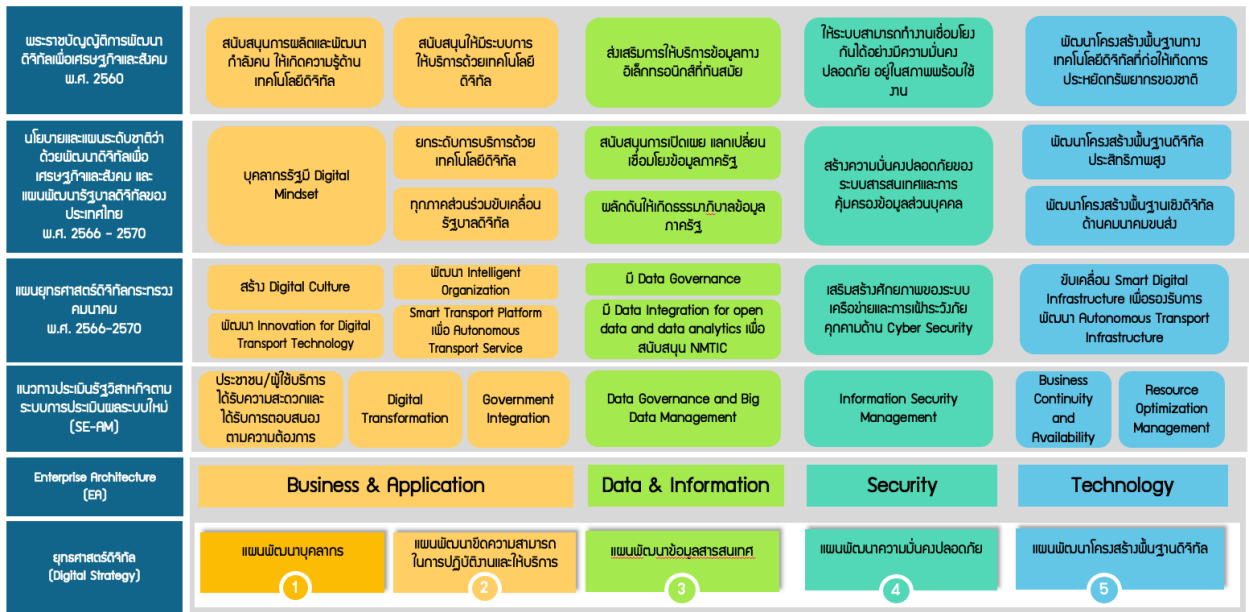 พระราชบัญญัติการพัฒนา
ดิจิทัลเพื่อเศรษฐกิจและสังคม
พ.ศ. 2560
สนับสนุนการผลิตและพัฒนา
กำลังคน ให้เกิดความรู้ด้าน
เทคโนโลยีดิจิทัล
สนับสนุนให้มีระบบการ
ให้บริการด้วยเทคโนโลยี
ดิจิทัล
ส่งเสริมการให้บริการข้อมูลทาง
อิเล็กทรอนิกส์ที่ทันสมัย
ให้ระบบสามารถทำงานเชื่อมโยง
กันได้อย่างมีความมั่นคง
ปลอดภัย อยู่ในสภาพพร้อมใช้
งาน
พัฒนาโครงสร้างพื้นฐานทาง
เทคโนโลยีดิจิทัลที่ก่อให้เกิดการ
ประหยัดทรัพยากรของชาติ
นโยบายและแผนระดับชาติว่า
ด้วยพัฒนาดิจิทัลเพื่อ
เศรษฐกิจและสังคม และ
แผนพัฒนารัฐบาลดิจิทัลของ
ประเทศไทย
พ.ศ. 2566 - 2570
บุคลากรรัฐมี Digital
Mindset
ยกระดับการบริการด้วย
เทคโนโลยีดิจิทัล
ทุกภาคส่วนร่วมขับเคลื่อน
รัฐบาลดิจิทัล
สนับสนุนการเปิดเผย แลกเปลี่ยน
เชื่อมโยงข้อมูลภาครัฐ
ผลักดันให้เกิดธรรมาภิบาลข้อมูล
ภาครัฐ
สร้างความมั่นคงปลอดภัยของ
ระบบสารสนเทศและการ
คุ้มครองข้อมูลส่วนบุคคล
พัฒนาโครงสร้างพื้นฐานดิจิทัล
ประสิทธิภาพสูง
พัฒนาโครงสร้างพื้นฐานเชิงดิจิทัล
ด้านคมนาคมขนส่ง
แผนยุทธศาสตร์ดิจิทัลกระทรวง
คมนาคม
พ.ศ. 2566-2570
สร้าง Digital Culture
พัฒนา Innovation for Digital
Transport Technology
พัฒนา Intelligent
Organization
Smart Transport Platform
เพื่อ Autonomous
Transport Service
มี Data Governance
มี Data Integration for open
data and data analytics เพื่อ
สนับสนุน NMTIC
เสริมสร้างศักยภาพของระบบ
เครือข่ายและการเฝ้าระวังภัย
คุกคามด้าน Cyber Security
ขับเคลื่อน Smart Digital
Infrastructure เพื่อรองรับการ
พัฒนา Autonomous Transport
Infrastructure
แนวทางประเมินรัฐวิสาหกิจตาม
ระบบการประเมินผลระบบใหม่
(SE-AM)
ประชาชน/ผู้ใช้บริการ
ได้รับความสะดวกและ
ได้รับการตอบสนอง
ตามความต้องการ
Digital
Transformation
Government
Integration
Data Governance and Big
Data Management
Information Security
Management
Business
Continuity
and
Availability
Resource
Optimization
Management
Enterprise Architecture
(EA)
Business & Application
Data & Information
Security
Technology
ยุทธศาสตร์ดิจิทัล
(Digital Strategy)
แผนพัฒนาบุคลากร
1
แผนพัฒนาขีดความสามารถ
ในการปฏิบัติงานและให้บริการ
2
แผนพัฒนาข้อมูลสารสนเทศ
3
แผนพัฒนาความมั่นคงปลอดภัย
4
แผนพัฒนาโครงสร้างพื้นฐานดิจิทัล
5